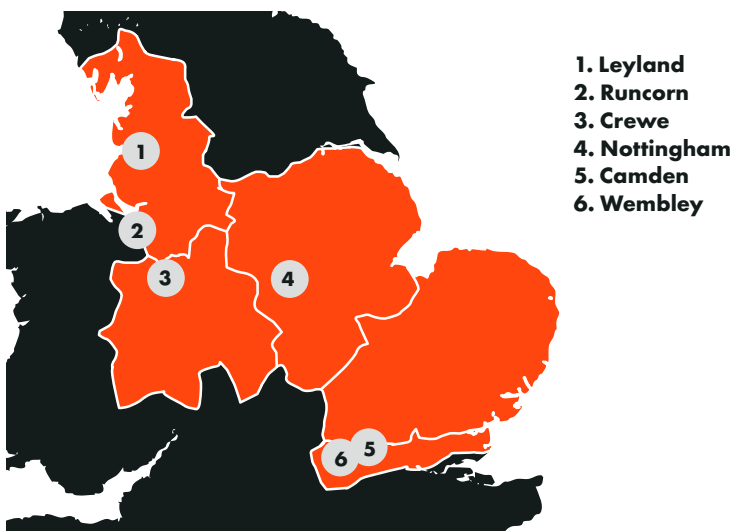 1. Leyland
2. Runcorn
3. Crewe
4. Nottingham
5. Camden
6. Wembley
1
2
3
4
5
6